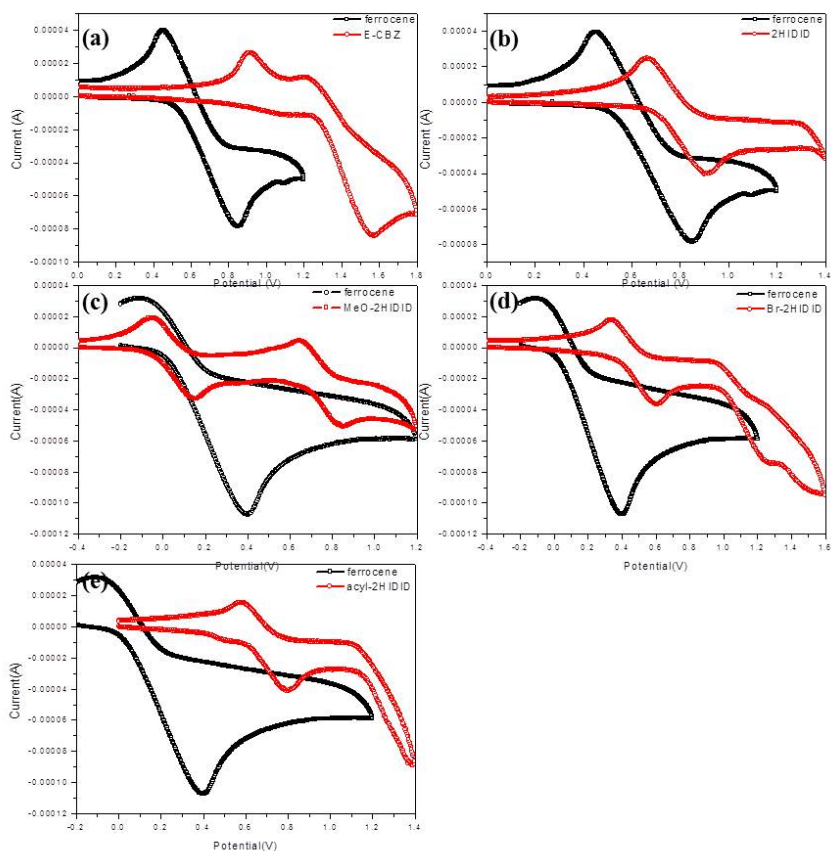 (a)
ferrocene
E-CBZ
Current (A)
0.00004
0.00002
0.00000
-0.00002
-0.00004
-0.00006
-0.00008
-0.00010
0.0 0.2 0.4 0.6 0.8 1.0 1.2 1.4 1.6 1.8
Potential (V)
(b)
ferrocene
2HIDID
Current (A)
0.00004
0.00002
0.00000
-0.00002
-0.00004
-0.00006
-0.00008
0.0 0.2 0.4 0.6 0.8 1.0 1.2 1.4
Potential (V)
(c)
ferrocene
MeO-2HIDID
Current(A)
0.00004
0.00002
0.00000
-0.00002
-0.00004
-0.00006
-0.00008
-0.00010
-0.00012
-0.4 -0.2 0.0 0.2 0.4 0.6 0.8 1.0 1.2
Potential(V)
(d)
ferrocene
Br-2HIDID
Current(A)
0.00004
0.00002
0.00000
-0.00002
-0.00004
-0.00006
-0.00008
-0.00010
-0.00012
-0.4 -0.2 0.0 0.2 0.4 0.6 0.8 1.0 1.2 1.4 1.6
Potential(V)
(e)
ferrocene
acyl-2HIDID
Current(A)
0.00004
0.00002
0.00000
-0.00002
-0.00004
-0.00006
-0.00008
-0.00010
-0.00012
-0.2 0.0 0.2 0.4 0.6 0.8 1.0 1.2 1.4
Potential(V)